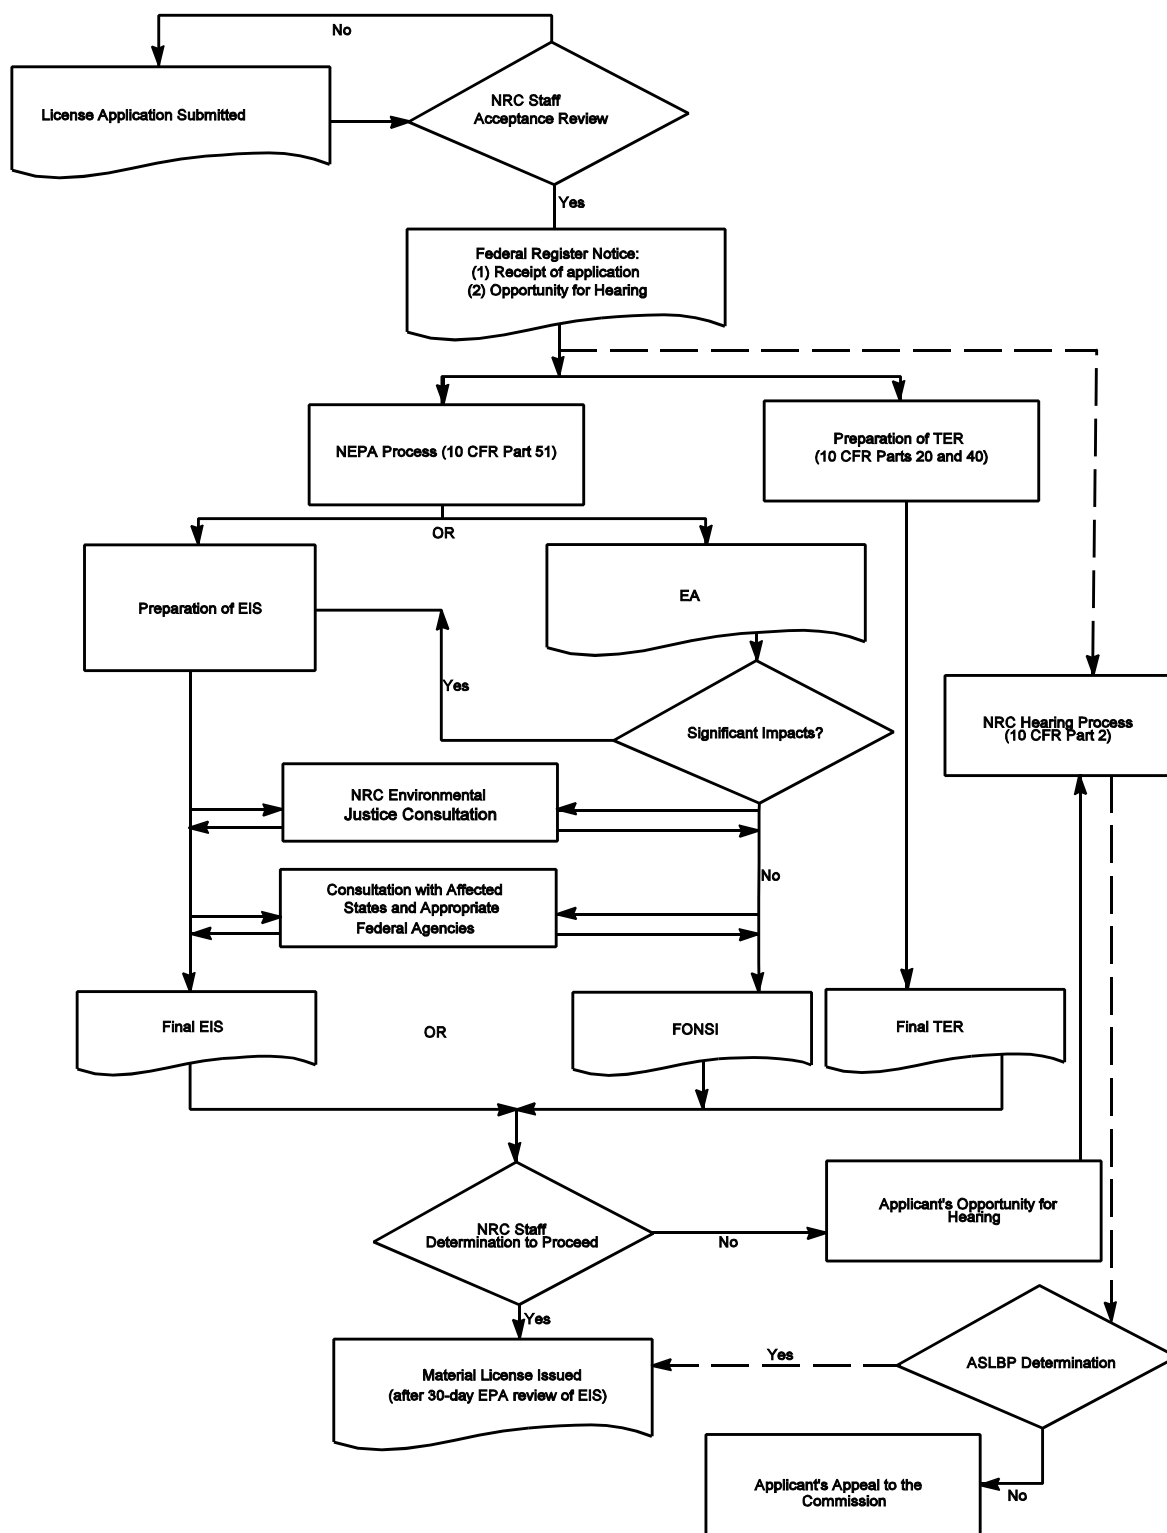 No
License Application Submitted
NRC Staff
Acceptance Review
Yes
Federal Register Notice:
(1) Receipt of application
(2) Opportunity for Hearing
NEPA Process (10 CFR Part 51)
Preparation of TER
(10 CFR Parts 20 and 40)
OR
Preparation of EIS
EA
Yes
Significant Impacts?
NRC Hearing Process
(10 CFR Part 2)
NRC Environmental
Justice Consultation
No
Consultation with Affected
States and Appropriate
Federal Agencies
Final EIS
OR
FONSI
Final TER
NRC Staff
Determination to Proceed
No
Applicant's Opportunity for
Hearing
Yes
Material License Issued
(after 30-day EPA review of EIS)
Yes
ASLBP Determination
No
Applicant's Appeal to the
Commission